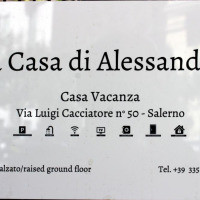 Casa di Alessand
Casa Vacanza
Via Luigi Cacciatore n° 50 - Salerno
alzato/raised ground floor Tel. +39 335